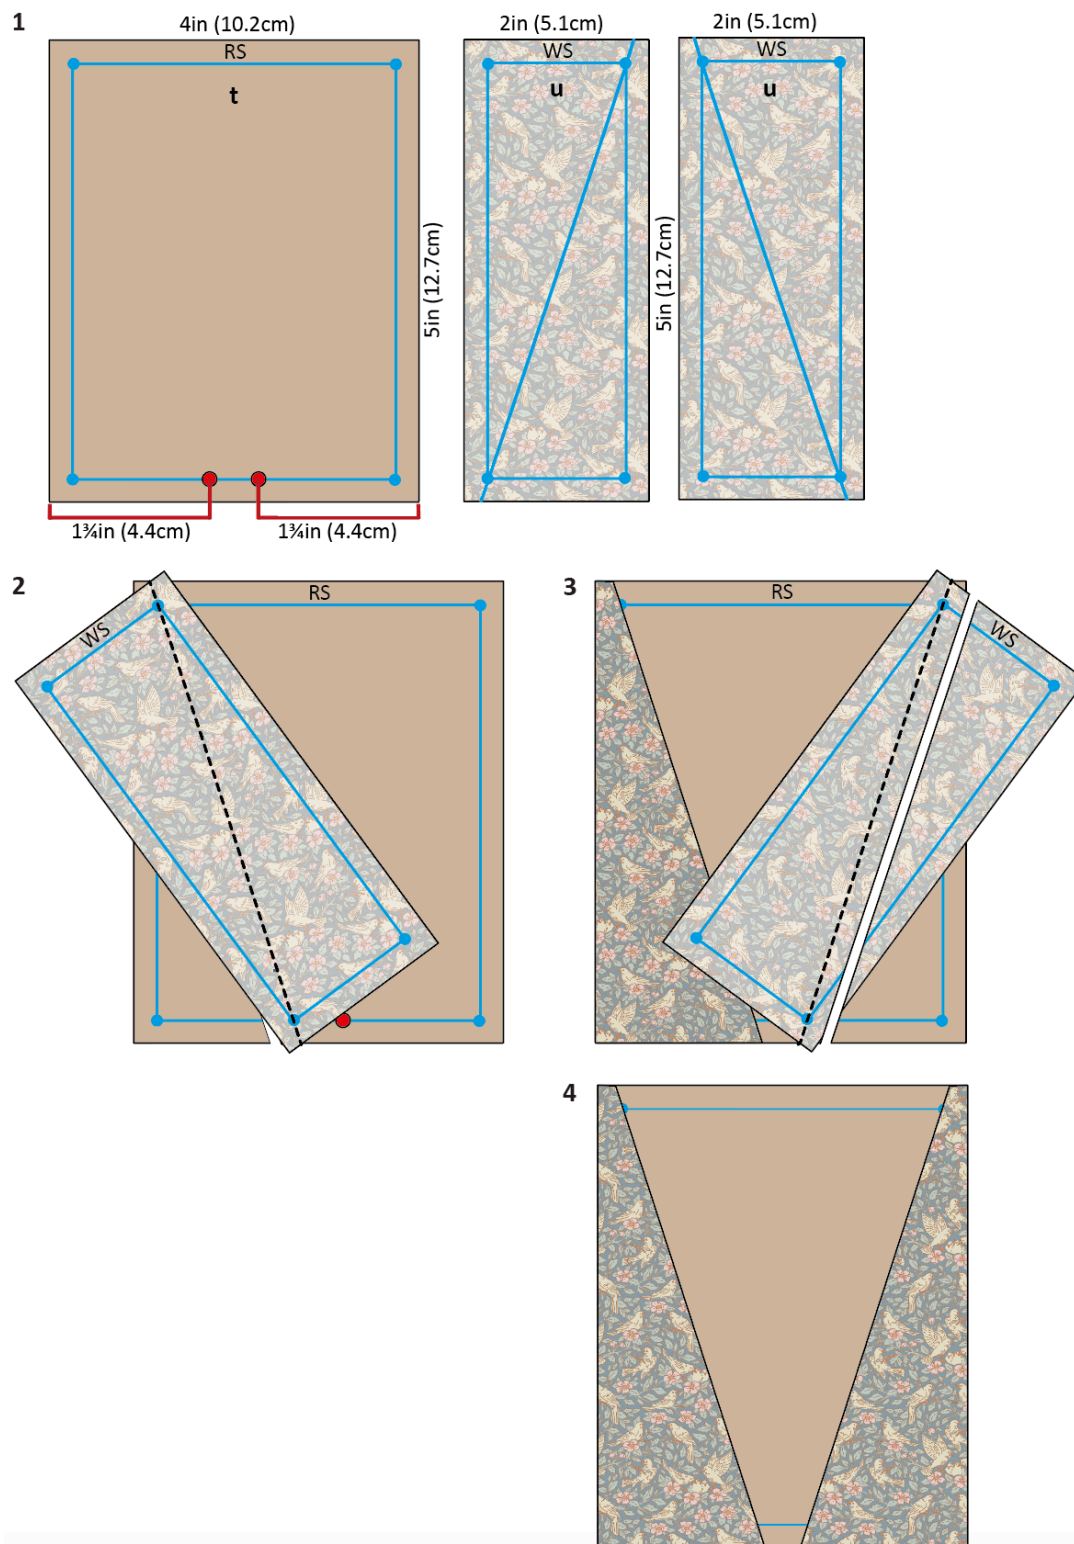 1
4in (10.2cm)
RS
t
5in (12.7cm)
1¾in (4.4cm)
1¾in (4.4cm)
2in (5.1cm)
WS
u
5in (12.7cm)
2in (5.1cm)
WS
u
2
RS
WS
3
RS
WS
4